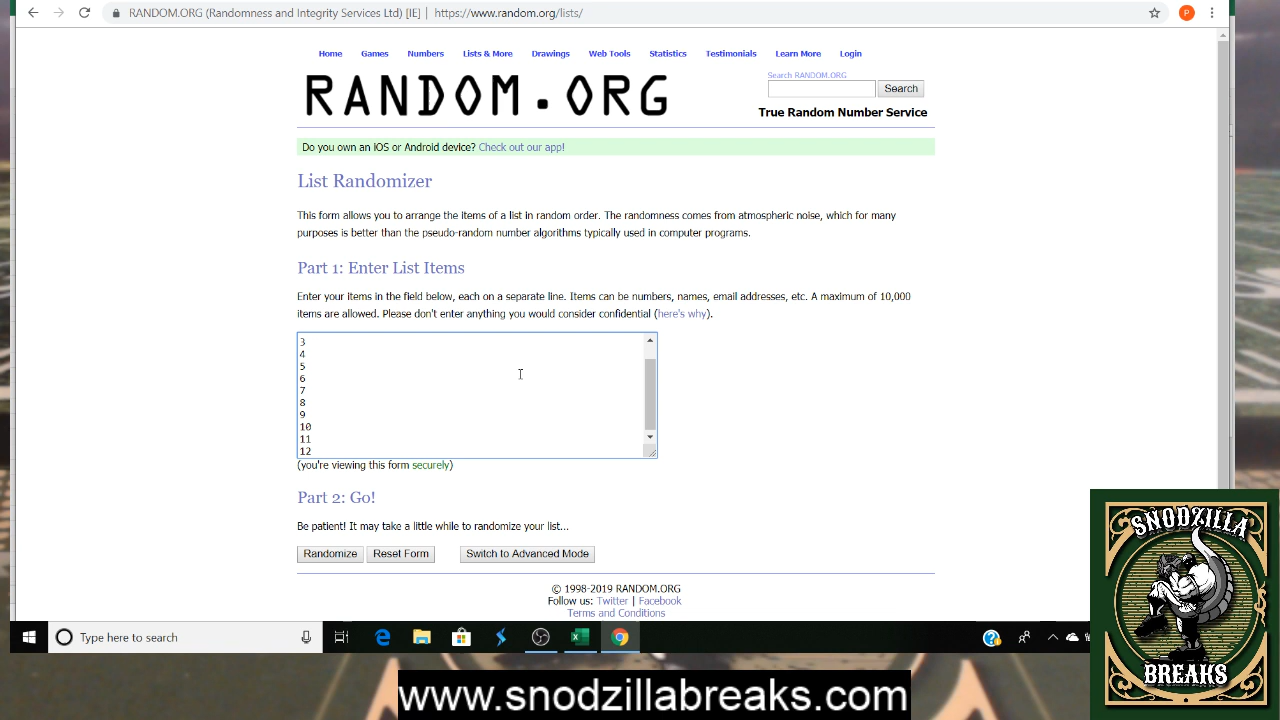 RANDOM.ORG (Randomness and Integrity Services Ltd) [IE] | https://www.random.org/lists/
P
Home Games Numbers Lists & More Drawings Web Tools Statistics Testimonials Learn More Login
RANDOM.ORG
Search RANDOM.ORG
Search
True Random Number Service
Do you own an iOS or Android device? Check out our app!
List Randomizer
This form allows you to arrange the items of a list in random order. The randomness comes from atmospheric noise, which for many
purposes is better than the pseudo-random number algorithms typically used in computer programs.
Part 1: Enter List Items
Enter your items in the field below, each on a separate line. Items can be numbers, names, email addresses, etc. A maximum of 10,000
items are allowed. Please don't enter anything you would consider confidential (here's why).
3
4
5
6
7
8
9
10
11
12
(you're viewing this form securely)
Part 2: Go!
Be patient! It may take a little while to randomize your list...
Randomize Reset Form Switch to Advanced Mode
© 1998-2019 RANDOM.ORG
Follow us: Twitter | Facebook
Terms and Conditions
Type here to search
SNODZILLA
BREAKS
www.snodzillabreaks.com